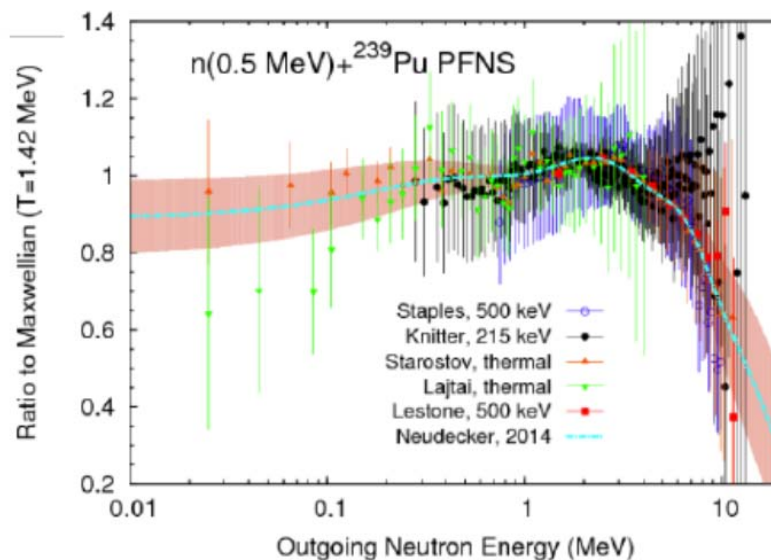 1.4
n(0.5 MeV)+239Pu PFNS
1.2
1
0.8
0.6
0.4
0.2
Ratio to Maxwellian (T=1.42 MeV)
Staples, 500 keV
Knitter, 215 keV
Starostov, thermal
Lajtai, thermal
Lestone, 500 keV
Neudecker, 2014
0.01 0.1 1 10
Outgoing Neutron Energy (MeV)